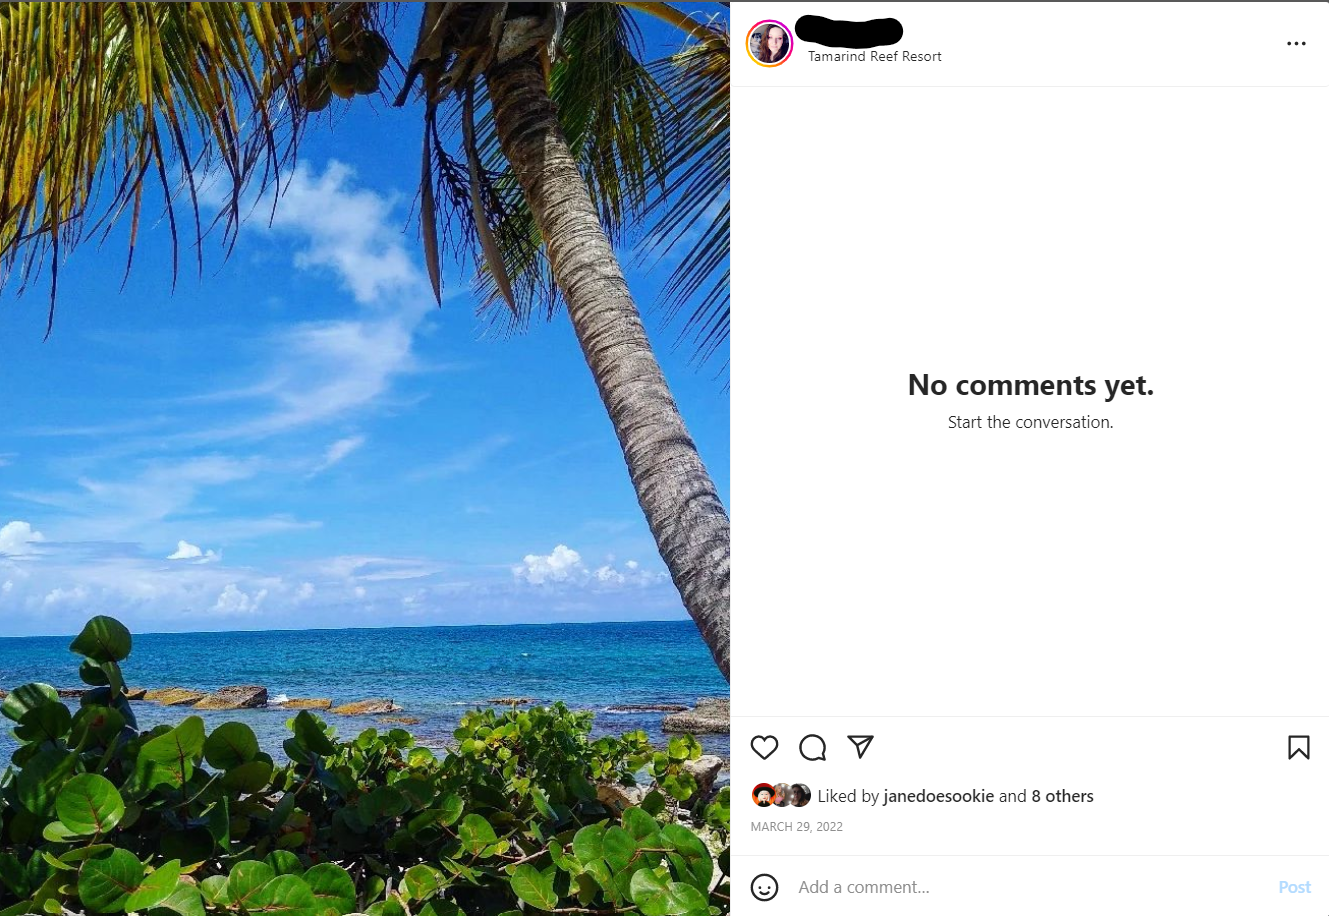 Tamarind Reef Resort
No comments yet.
Start the conversation.
Liked by janedoesookie and 8 others
MARCH 29, 2022
Add a comment...
Post